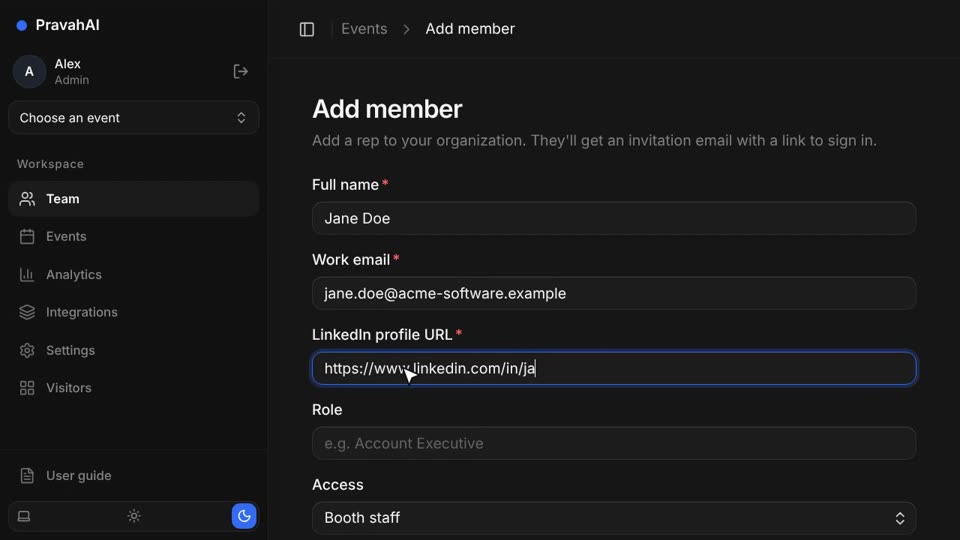 PravahAI
A
Alex
Admin
Choose an event
Workspace
Team
Events
Analytics
Integrations
Settings
Visitors
User guide
Events > Add member
Add member
Add a rep to your organization. They'll get an invitation email with a link to sign in.
Full name*
Jane Doe
Work email*
jane.doe@acme-software.example
LinkedIn profile URL*
https://www.linkedin.com/in/ja
Role
e.g. Account Executive
Access
Booth staff